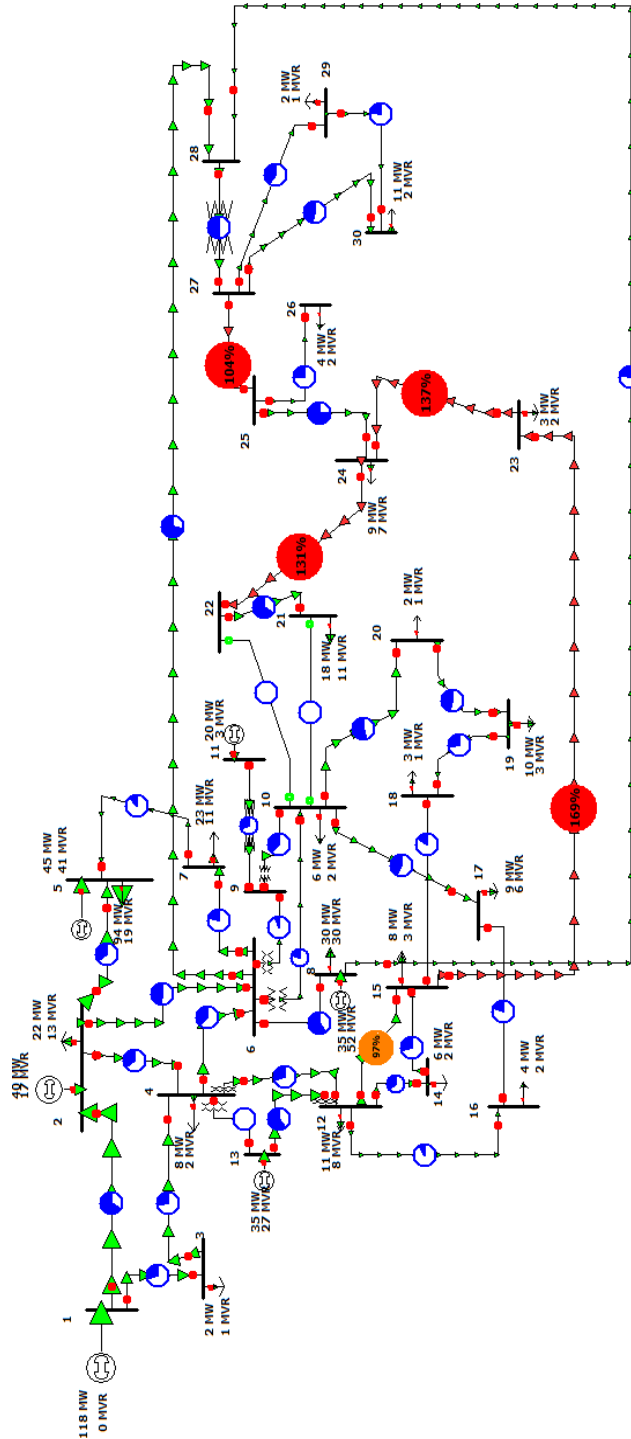 118 MW
0 MVR
1
2
40 MW
17 MVR
22 MW
13 MVR
5
45 MW
41 MVR
94 MW
19 MVR
3
2 MW
1 MVR
4
8 MW
2 MVR
7
23 MW
11 MVR
28
27
29
2 MW
1 MVR
30
11 MW
2 MVR
104%
26
4 MW
2 MVR
25
13
35 MW
27 MVR
6
9
11
20 MW
3 MVR
10
6 MW
2 MVR
22
21
18 MW
11 MVR
131%
24
9 MW
7 MVR
137%
8
30 MW
30 MVR
35 MW
12
11 MW
8 MVR
97%
15
8 MW
3 MVR
14
6 MW
2 MVR
18
3 MW
1 MVR
20
2 MW
1 MVR
17
9 MW
6 MVR
16
4 MW
2 MVR
19
10 MW
3 MVR
23
3 MW
2 MVR
169%